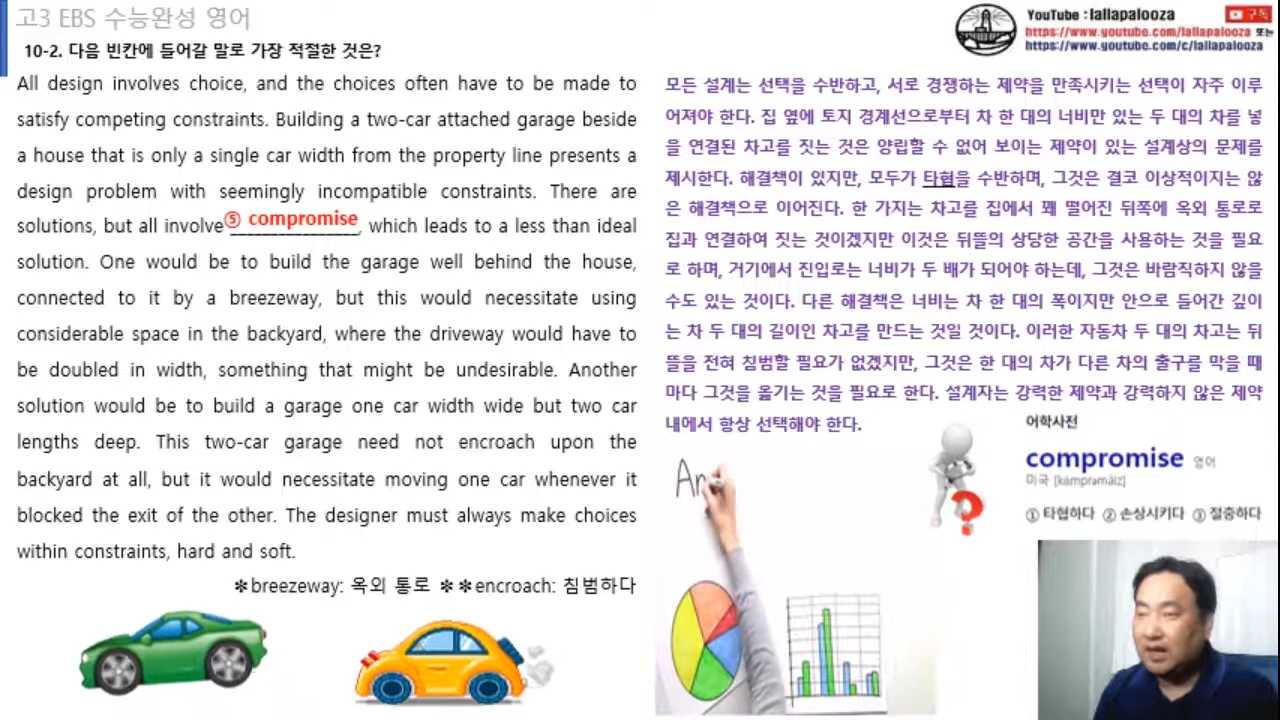 고3 EBS 수능완성 영어
10-2. 다음 빈칸에 들어갈 말로 가장 적절한 것은?
All design involves choice, and the choices often have to be made to
satisfy competing constraints. Building a two-car attached garage beside
a house that is only a single car width from the property line presents a
design problem with seemingly incompatible constraints. There are
solutions, but all involve ⑤ compromise, which leads to a less than ideal
solution. One would be to build the garage well behind the house,
connected to it by a breezeway, but this would necessitate using
considerable space in the backyard, where the driveway would have to
be doubled in width, something that might be undesirable. Another
solution would be to build a garage one car width wide but two car
lengths deep. This two-car garage need not encroach upon the
backyard at all, but it would necessitate moving one car whenever it
blocked the exit of the other. The designer must always make choices
within constraints, hard and soft.
＊breezeway: 옥외 통로 ＊＊encroach: 침범하다
YouTube : lallapalooza
구독
https://www.youtube.com/lallapalooza 또는
https://www.youtube.com/c/lallapalooza
모든 설계는 선택을 수반하고, 서로 경쟁하는 제약을 만족시키는 선택이 자주 이루
어져야 한다. 집 옆에 토지 경계선으로부터 차 한 대의 너비만 있는 두 대의 차를 넣
을 연결된 차고를 짓는 것은 양립할 수 없어 보이는 제약이 있는 설계상의 문제를
제시한다. 해결책이 있지만, 모두가 타협을 수반하며, 그것은 결코 이상적이지는 않
은 해결책으로 이어진다. 한 가지는 차고를 집에서 꽤 떨어진 뒤쪽에 옥외 통로로
집과 연결하여 짓는 것이겠지만 이것은 뒤뜰의 상당한 공간을 사용하는 것을 필요
로 하며, 거기에서 진입로는 너비가 두 배가 되어야 하는데, 그것은 바람직하지 않을
수도 있는 것이다. 다른 해결책은 너비는 차 한 대의 폭이지만 안으로 들어간 깊이
는 차 두 대의 길이인 차고를 만드는 것일 것이다. 이러한 자동차 두 대의 차고는 뒤
뜰을 전혀 침범할 필요가 없겠지만, 그것은 한 대의 차가 다른 차의 출구를 막을 때
마다 그것을 옮기는 것을 필요로 한다. 설계자는 강력한 제약과 강력하지 않은 제약
내에서 항상 선택해야 한다.
어학사전
compromise 영어
미국 [kάmprəmàiz]
① 타협하다 ② 손상시키다 ③ 절충하다
An